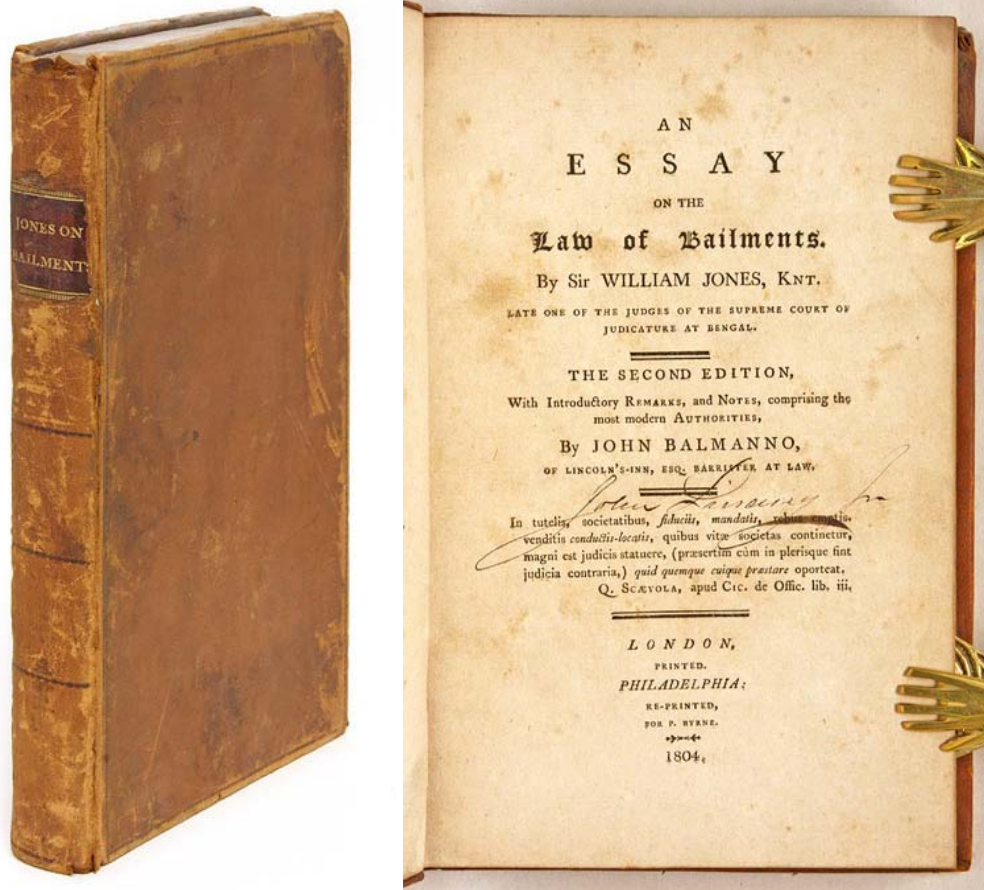 JONES ON
BAILMENTS
AN
ESSAY
ON THE
Law of Bailments.
By Sir WILLIAM JONES, KNT.
LATE ONE OF THE JUDGES OF THE SUPREME COURT OF
JUDICATURE AT BENGAL.
THE SECOND EDITION,
With Introductory REMARKS, and NOTES, comprising the
most modern AUTHORITIES,
By JOHN BALMANNO,
OF LINCOLN'S-INN, ESQ. BARRISTER AT LAW.
John
In tutelis, societatibus, fiduciis, mandatis, rebus emptis-
venditis conductis-locatis, quibus vitæ societas continetur,
magni est judicis statuere, (præsertim cùm in plerisque sint
judicia contraria,) quid quemque cuique præstare oporteat.
Q. SCÆVOLA, apud CIC. de Offic. lib. iii.
LONDON,
PRINTED.
PHILADELPHIA:
RE-PRINTED,
FOR P. BYRNE.
1804.